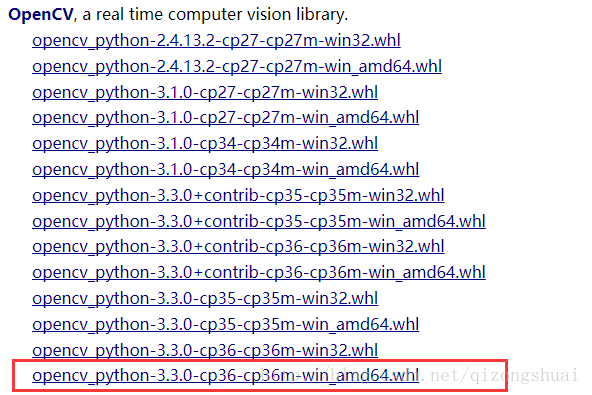 OpenCV, a real time computer vision library.
opencv_python-2.4.13.2-cp27-cp27m-win32.whl
opencv_python-2.4.13.2-cp27-cp27m-win_amd64.whl
opencv_python-3.1.0-cp27-cp27m-win32.whl
opencv_python-3.1.0-cp27-cp27m-win_amd64.whl
opencv_python-3.1.0-cp34-cp34m-win32.whl
opencv_python-3.1.0-cp34-cp34m-win_amd64.whl
opencv_python-3.3.0+contrib-cp35-cp35m-win32.whl
opencv_python-3.3.0+contrib-cp35-cp35m-win_amd64.whl
opencv_python-3.3.0+contrib-cp36-cp36m-win32.whl
opencv_python-3.3.0+contrib-cp36-cp36m-win_amd64.whl
opencv_python-3.3.0-cp35-cp35m-win32.whl
opencv_python-3.3.0-cp35-cp35m-win_amd64.whl
opencv_python-3.3.0-cp36-cp36m-win32.whl
opencv_python-3.3.0-cp36-cp36m-win_amd64.whl